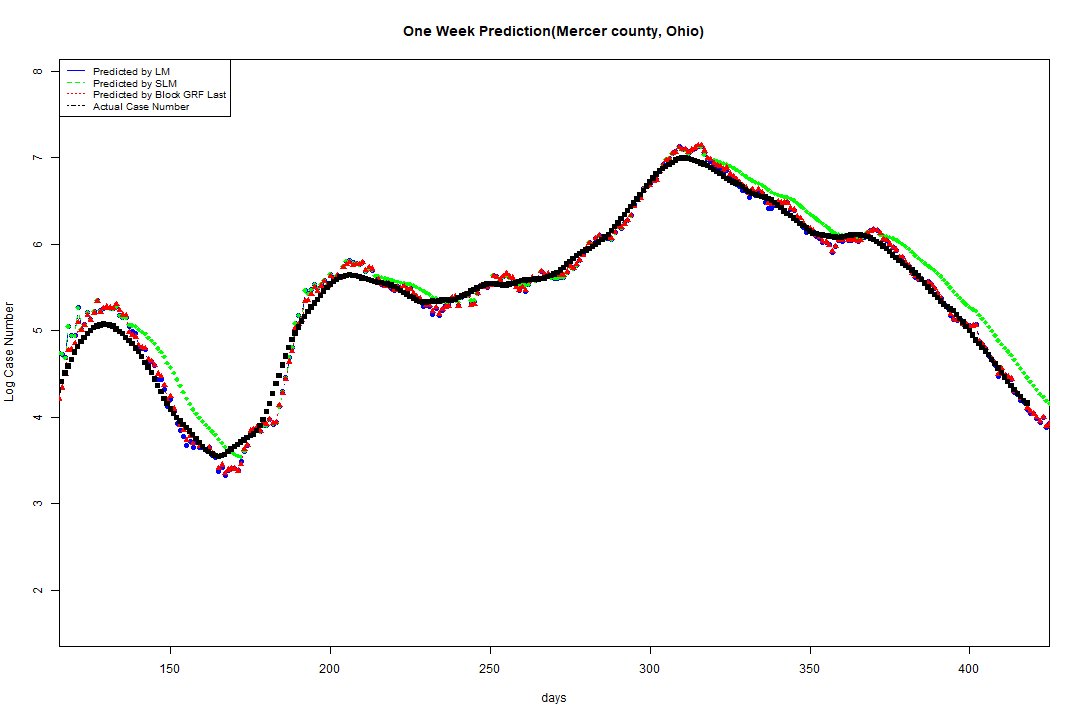 One Week Prediction(Mercer county, Ohio)
Predicted by LM
Predicted by SLM
Predicted by Block GRF Last
Actual Case Number
8
7
6
5
4
3
2
Log Case Number
150 200 250 300 350 400
days